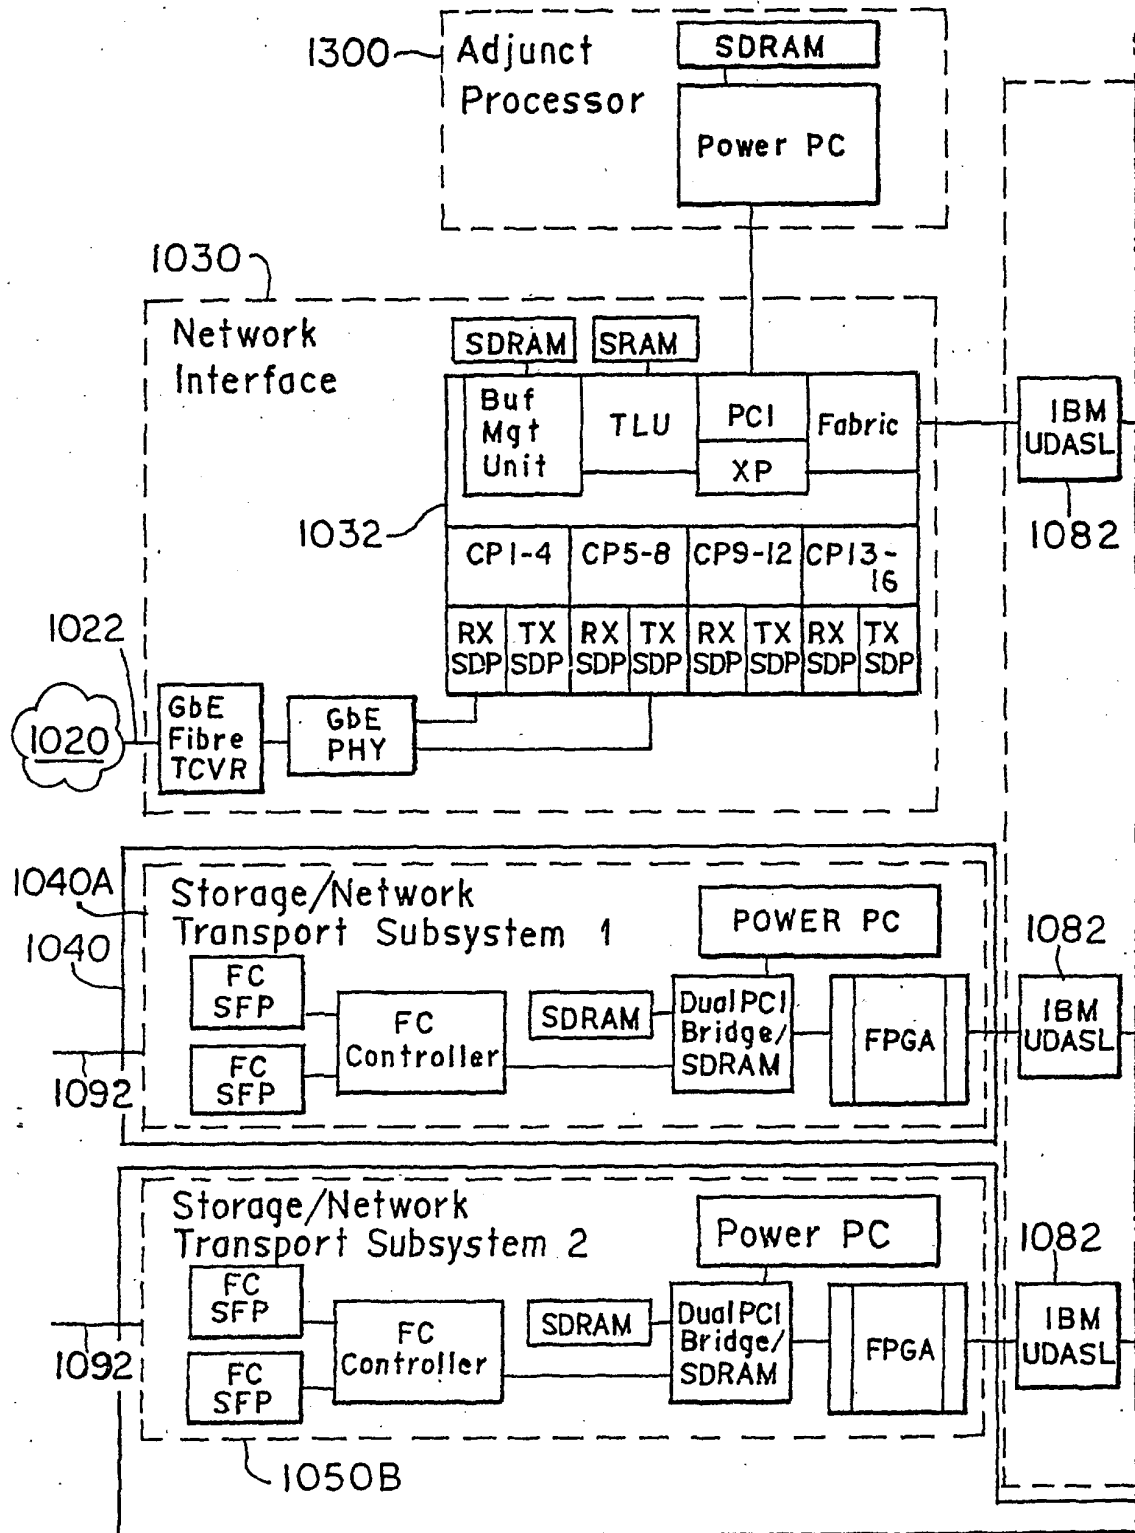 1300
Adjunct
Processor
SDRAM
Power PC
1030
Network
Interface
SDRAM
SRAM
Buf
Mgt
Unit
TLU
PCI
XP
Fabric
IBM
UDASL
1082
1032
CP1-4
CP5-8
CP9-12
CP13-
16
RX
SDP
TX
SDP
RX
SDP
TX
SDP
RX
SDP
TX
SDP
RX
SDP
TX
SDP
1022
1020
GbE
Fibre
TCVR
GbE
PHY
1040A
1040
Storage/Network
Transport Subsystem 1
POWER PC
FC
SFP
FC
SFP
FC
Controller
SDRAM
Dual PCI
Bridge/
SDRAM
FPGA
1082
IBM
UDASL
1092
Storage/Network
Transport Subsystem 2
Power PC
FC
SFP
FC
SFP
FC
Controller
SDRAM
Dual PCI
Bridge/
SDRAM
FPGA
1082
IBM
UDASL
1092
1050B